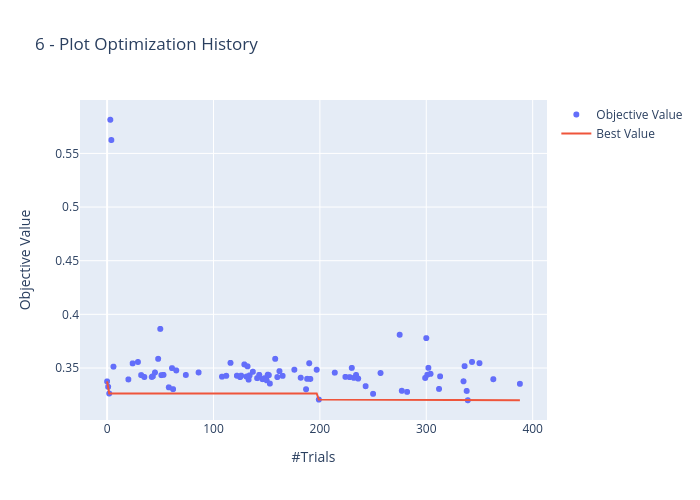 6 - Plot Optimization History
Objective Value
Best Value
0.55
0.5
0.45
0.4
0.35
0
100
200
300
400
#Trials
Objective Value